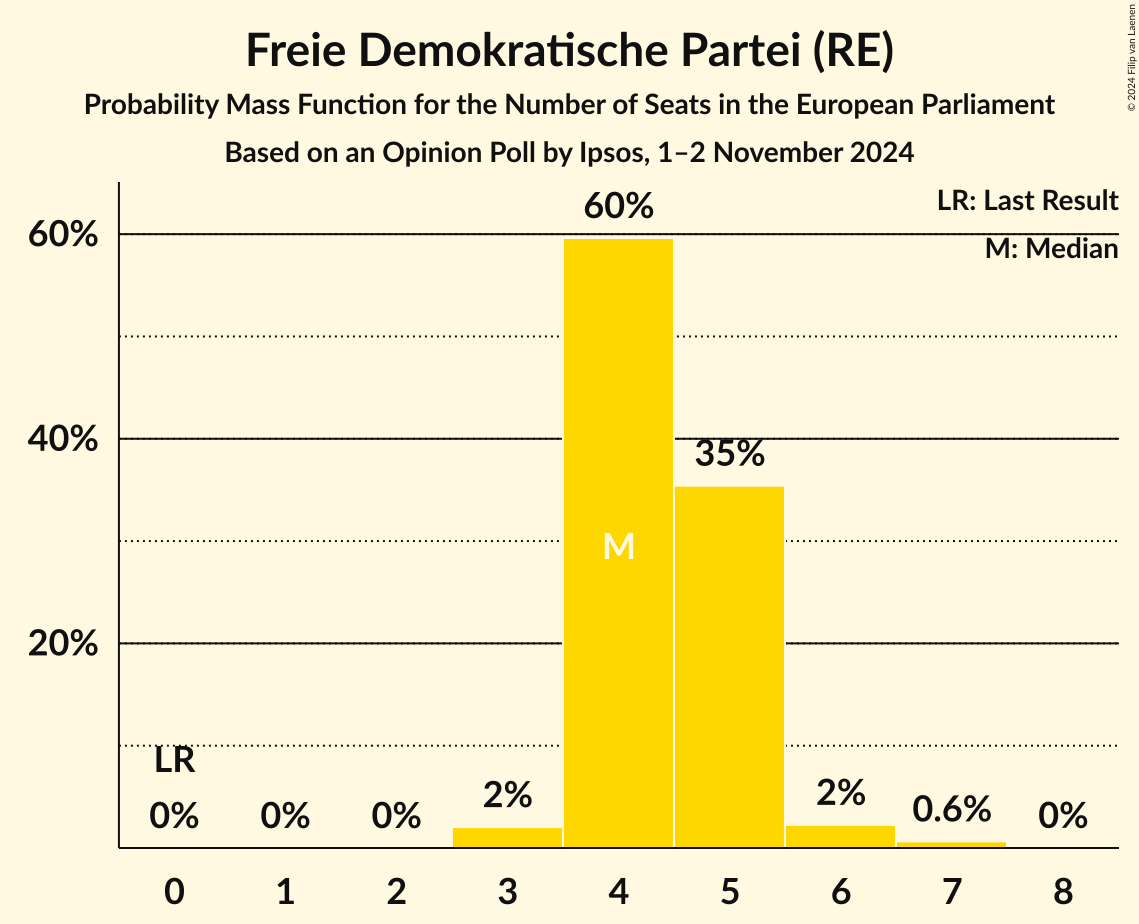 Freie Demokratische Partei (RE)
Probability Mass Function for the Number of Seats in the European Parliament
Based on an Opinion Poll by Ipsos, 1–2 November 2024
© 2024 Filip van Laenen
LR: Last Result
M: Median
60%
40%
20%
LR
0%
0%
0%
2%
60%
M
35%
2%
0.6%
0%
0 1 2 3 4 5 6 7 8